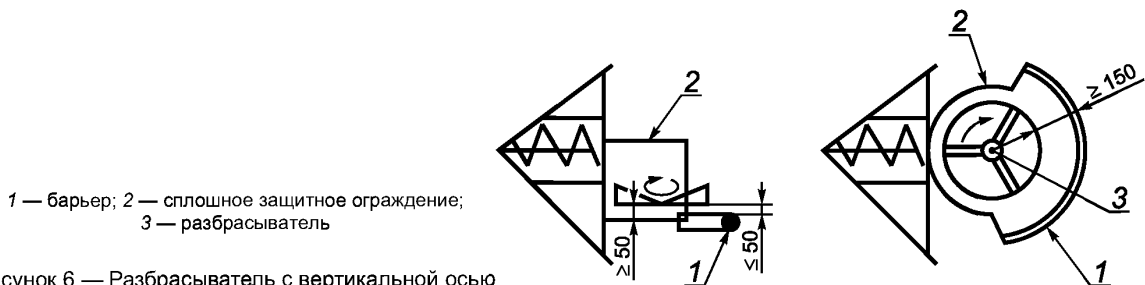 1 — барьер; 2 — сплошное защитное ограждение;
3 — разбрасыватель
сунок 6 — Разбрасыватель с вертикальной осью
2
≥ 50
1
≤ 50
2
≥ 150
3
1